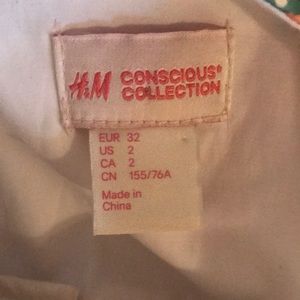 H&M CONSCIOUS*
COLLECTION
EUR 32
US 2
CA 2
CN 155/76A
Made in
China